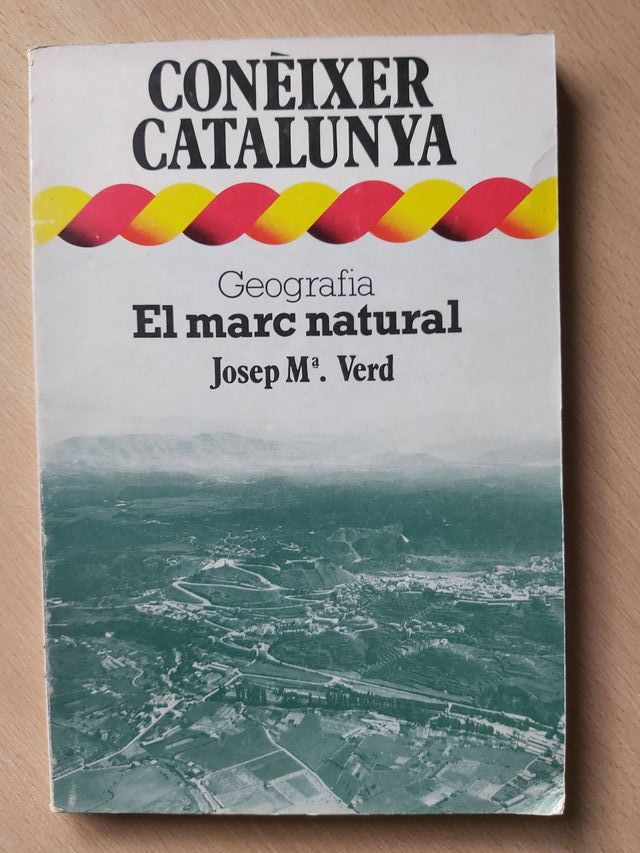 CONÈIXER
CATALUNYA
Geografia
El marc natural
Josep Mª. Verd